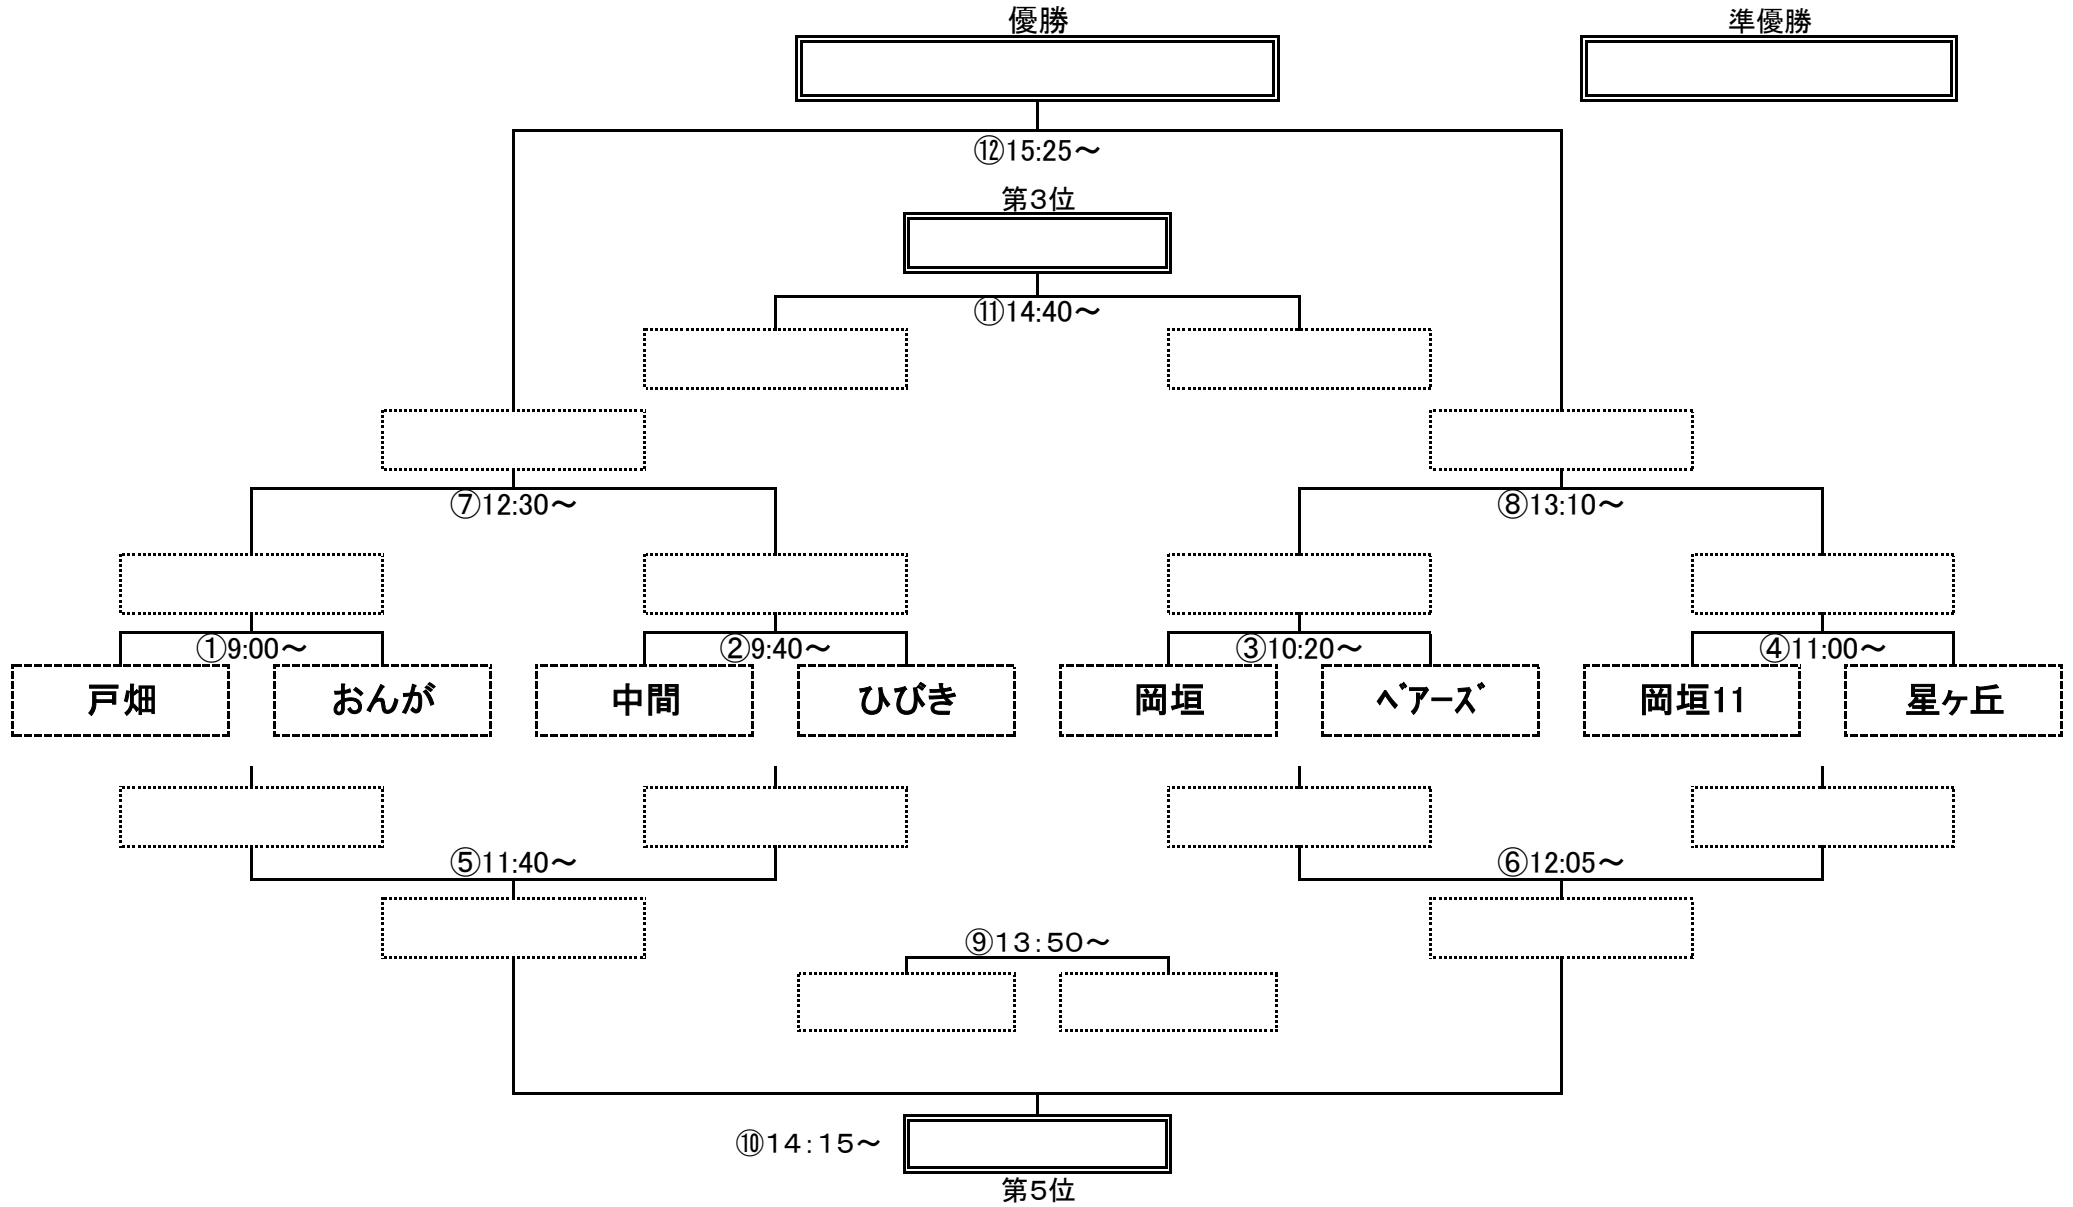 優勝
準優勝
⑫15:25～
第３位
⑪14:40～
⑦12:30～
⑧13:10～
①9:00～
②9:40～
③10:20～
④11:00～
戸畑
おんが
中間
ひびき
岡垣
ﾍﾞｱｰｽﾞ
岡垣11
星ヶ丘
⑤11:40～
⑥12:05～
⑨１３：５０～
⑩１４：１５～
第５位